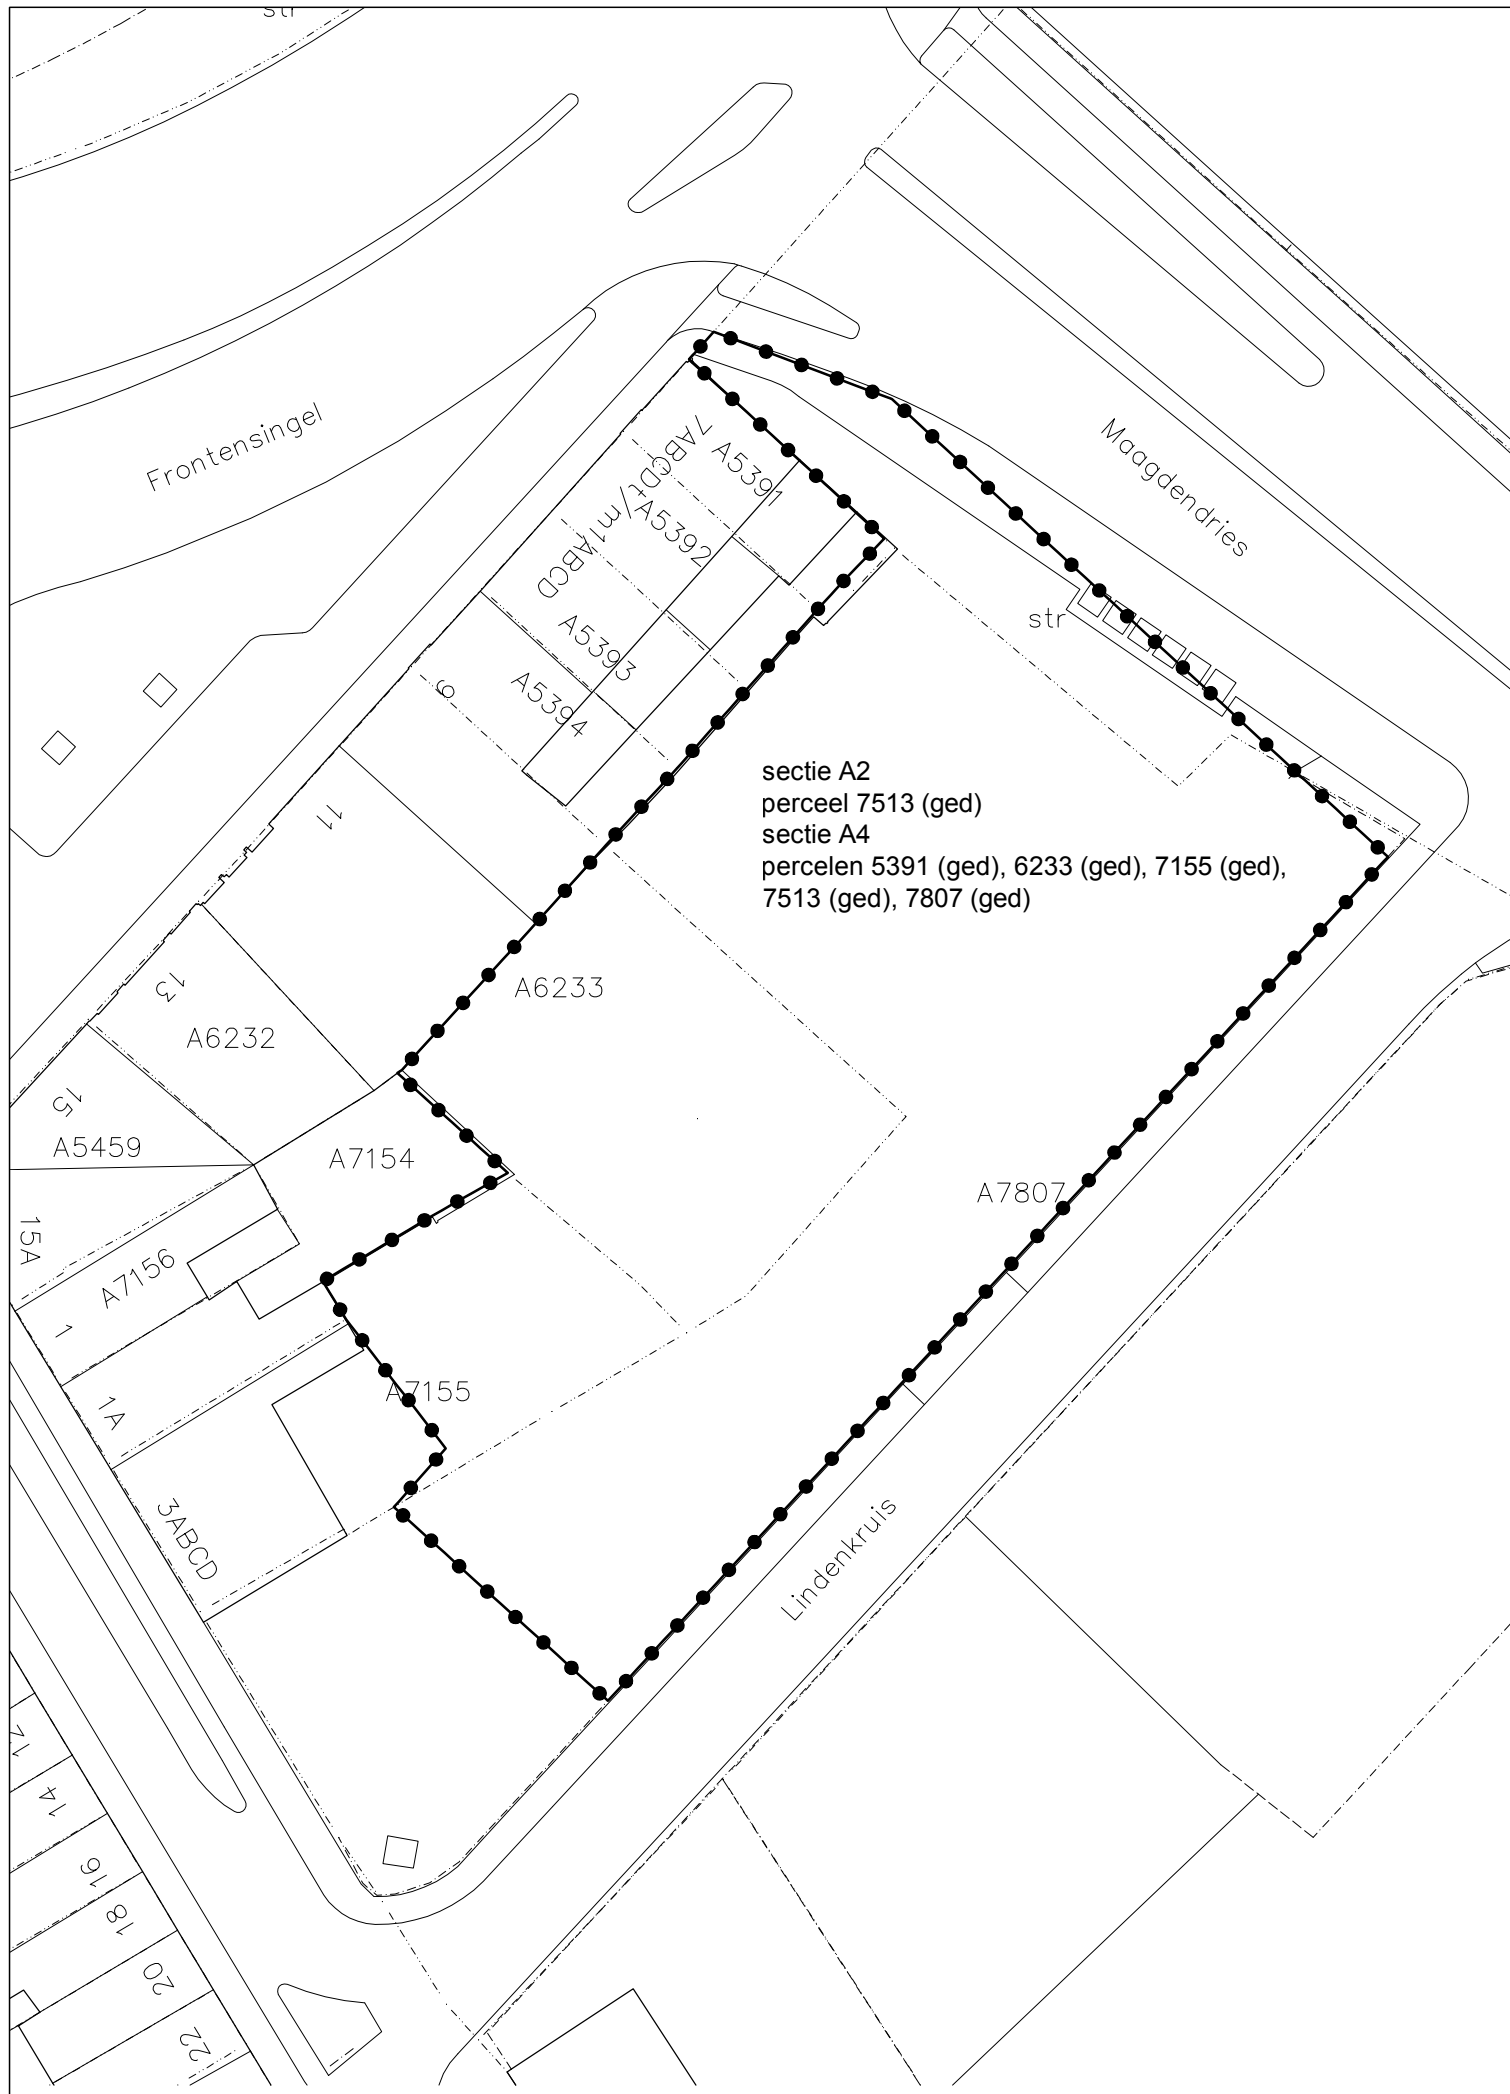 str
Frontensingel
Maagdendries
7ABCDt/m1ABCD
A5391
A5392
A5393
A5394
9
11
str
sectie A2
perceel 7513 (ged)
sectie A4
percelen 5391 (ged), 6233 (ged), 7155 (ged),
7513 (ged), 7807 (ged)
13
A6233
A6232
15
A5459
A7154
A7807
15A
A7156
1
1A
A7155
3ABCD
Lindenkruis
12
14
16
18
20
22